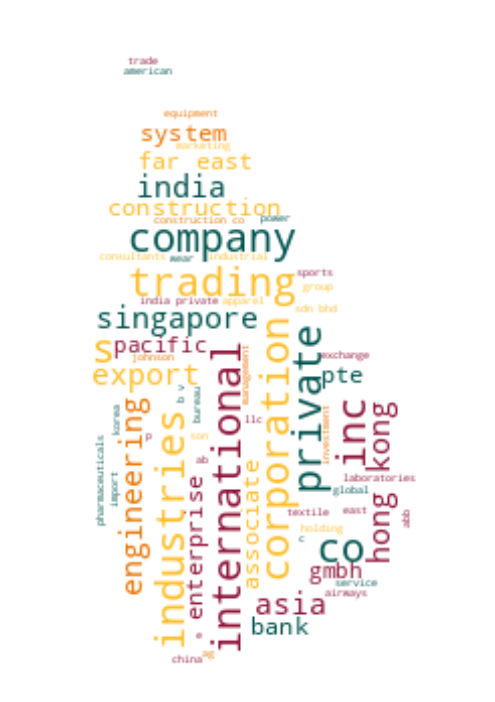 trade
american
equipment
system
marketing
far east
india
construction
construction co
power
company
consultants
wear
industrial
trading
sports
group
india private
apparel
sdn bhd
singapore
s
pacific
johnson
exchange
export
pte
international
corporation
private
management
industries
engineering
b v
bureau
korea
inc
kong
hong
p
son
llc
investment
pharmaceuticals
import
ab
enterprise
associate
laboratories
global
textile
east
abb
holding
c
co
gmbh
service
airways
asia
bank
e
ag
china